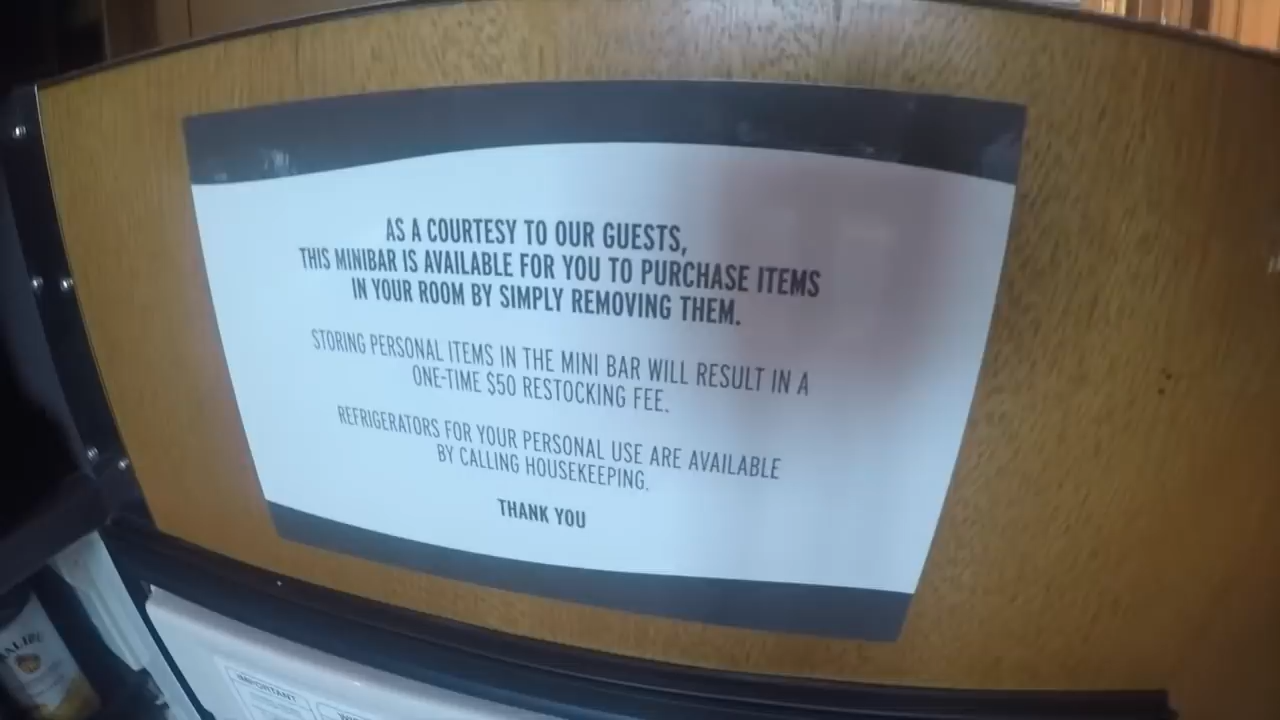 AS A COURTESY TO OUR GUESTS,
THIS MINIBAR IS AVAILABLE FOR YOU TO PURCHASE ITEMS
IN YOUR ROOM BY SIMPLY REMOVING THEM.
STORING PERSONAL ITEMS IN THE MINI BAR WILL RESULT IN A
ONE-TIME $50 RESTOCKING FEE.
REFRIGERATORS FOR YOUR PERSONAL USE ARE AVAILABLE
BY CALLING HOUSEKEEPING.
THANK YOU
IMPORTANT